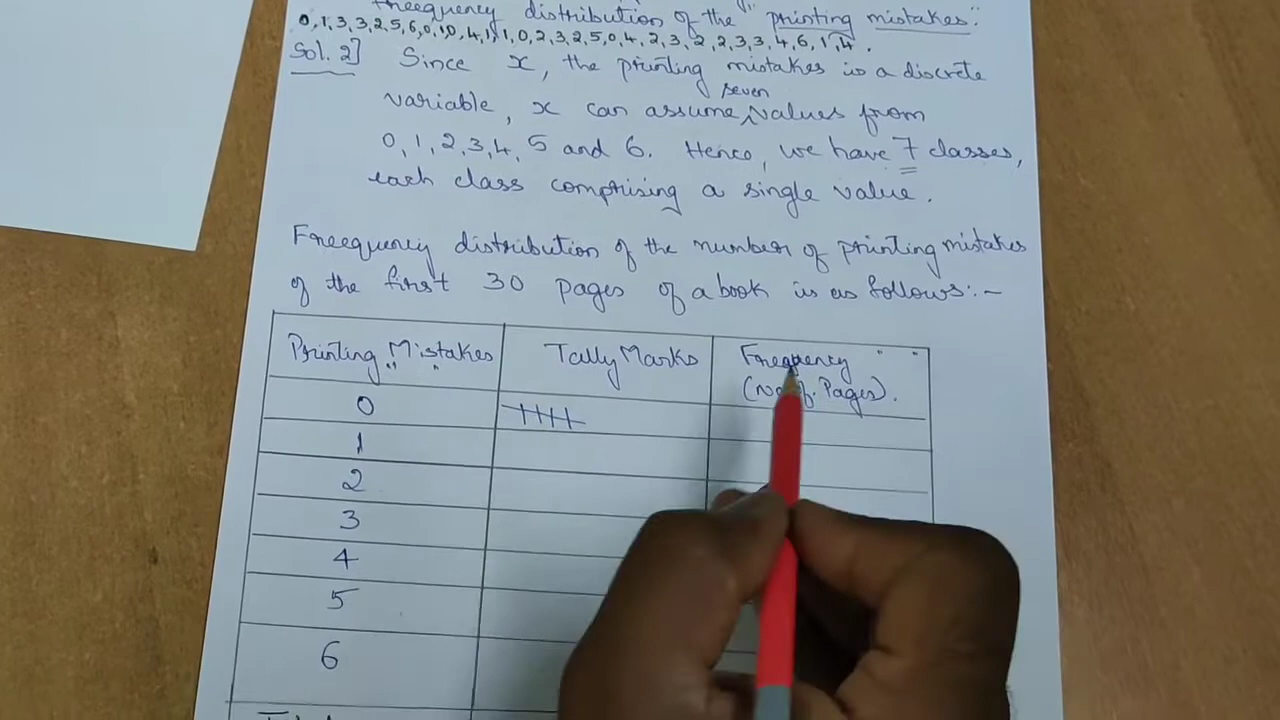 Freequency distribution of the "printing mistakes."
0,1,3,3,2,5,6,0,1,0,4,1,1,0,2,3,2,5,0,4,2,3,2,2,3,3,4,6,1,4.
Sol. 2] Since x, the printing mistakes is a discrete
seven
variable, x can assume values from
0,1,2,3,4,5 and 6. Hence, we have 7 classes,
each class comprising a single value.
Freequency distribution of the number of printing mistakes
of the first 30 pages of a book is as follows:-
Printing Mistakes Tally Marks Frequency
(No. of. Pages).
0
1
2
3
4
5
6